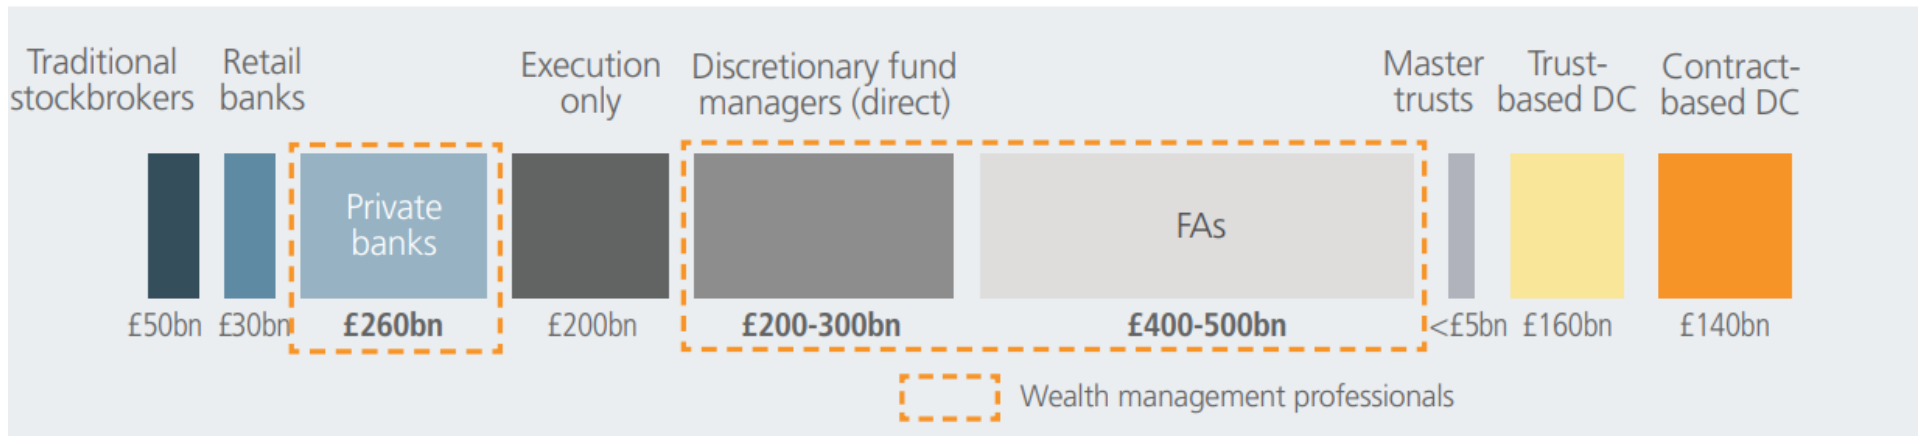 Traditional
stockbrokers
Retail
banks
Execution
only
Discretionary fund
managers (direct)
Master
trusts
Trust-
based DC
Contract-
based DC
Private
banks
FAs
£50bn
£30bn
£260bn
£200bn
£200-300bn
£400-500bn
<£5bn
£160bn
£140bn
Wealth management professionals